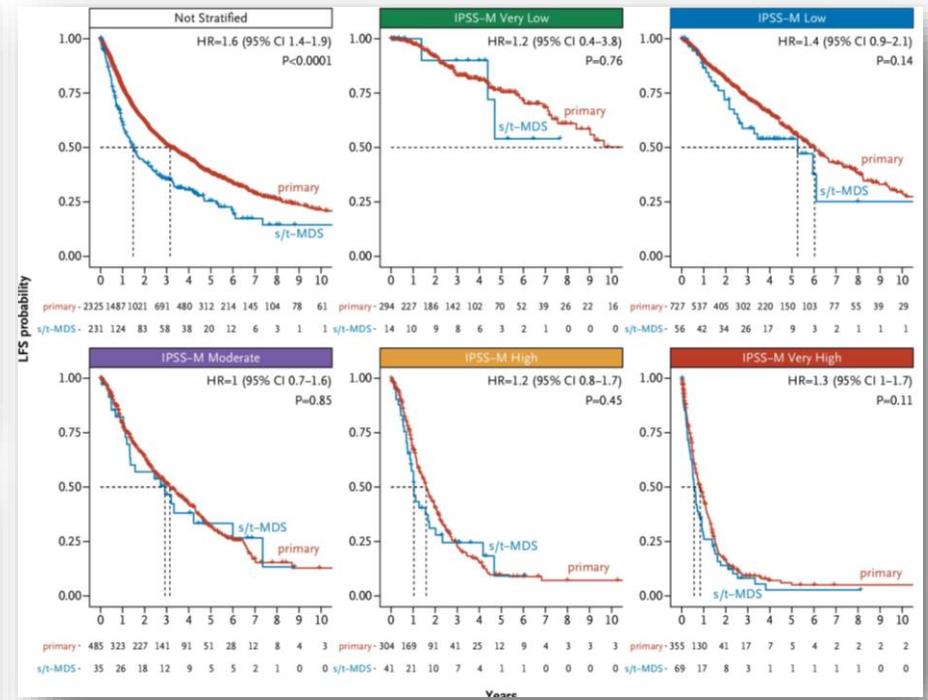 LFS probability
Not Stratified
HR=1.6 (95% CI 1.4–1.9)
P<0.0001
1.00
0.75
0.50
0.25
0.00
primary
s/t–MDS
0 1 2 3 4 5 6 7 8 9 10
primary - 2325 1487 1021 691 480 312 214 145 104 78 61
s/t–MDS - 231 124 83 58 38 20 12 6 3 1 1
IPSS–M Very Low
HR=1.2 (95% CI 0.4–3.8)
P=0.76
1.00
0.75
0.50
0.25
0.00
primary
s/t–MDS
0 1 2 3 4 5 6 7 8 9 10
primary - 294 227 186 142 102 70 52 39 26 22 16
s/t–MDS - 14 10 9 8 6 3 2 1 0 0 0
IPSS–M Low
HR=1.4 (95% CI 0.9–2.1)
P=0.14
1.00
0.75
0.50
0.25
0.00
primary
s/t–MDS
0 1 2 3 4 5 6 7 8 9 10
primary - 727 537 405 302 220 150 103 77 55 39 29
s/t–MDS - 56 42 34 26 17 9 3 2 1 1 1
IPSS–M Moderate
HR=1 (95% CI 0.7–1.6)
P=0.85
1.00
0.75
0.50
0.25
0.00
s/t–MDS
primary
0 1 2 3 4 5 6 7 8 9 10
primary - 485 323 227 141 91 51 28 12 8 4 3
s/t–MDS - 35 26 18 12 9 5 5 2 1 0 0
IPSS–M High
HR=1.2 (95% CI 0.8–1.7)
P=0.45
1.00
0.75
0.50
0.25
0.00
s/t–MDS
primary
0 1 2 3 4 5 6 7 8 9 10
primary - 304 169 91 41 25 12 9 4 3 3 3
s/t–MDS - 41 21 10 7 4 1 1 0 0 0 0
IPSS–M Very High
HR=1.3 (95% CI 1–1.7)
P=0.11
1.00
0.75
0.50
0.25
0.00
primary
s/t–MDS
0 1 2 3 4 5 6 7 8 9 10
primary - 355 130 41 17 7 5 4 2 2 2 2
s/t–MDS - 69 17 8 3 1 1 1 1 1 0 0
Years